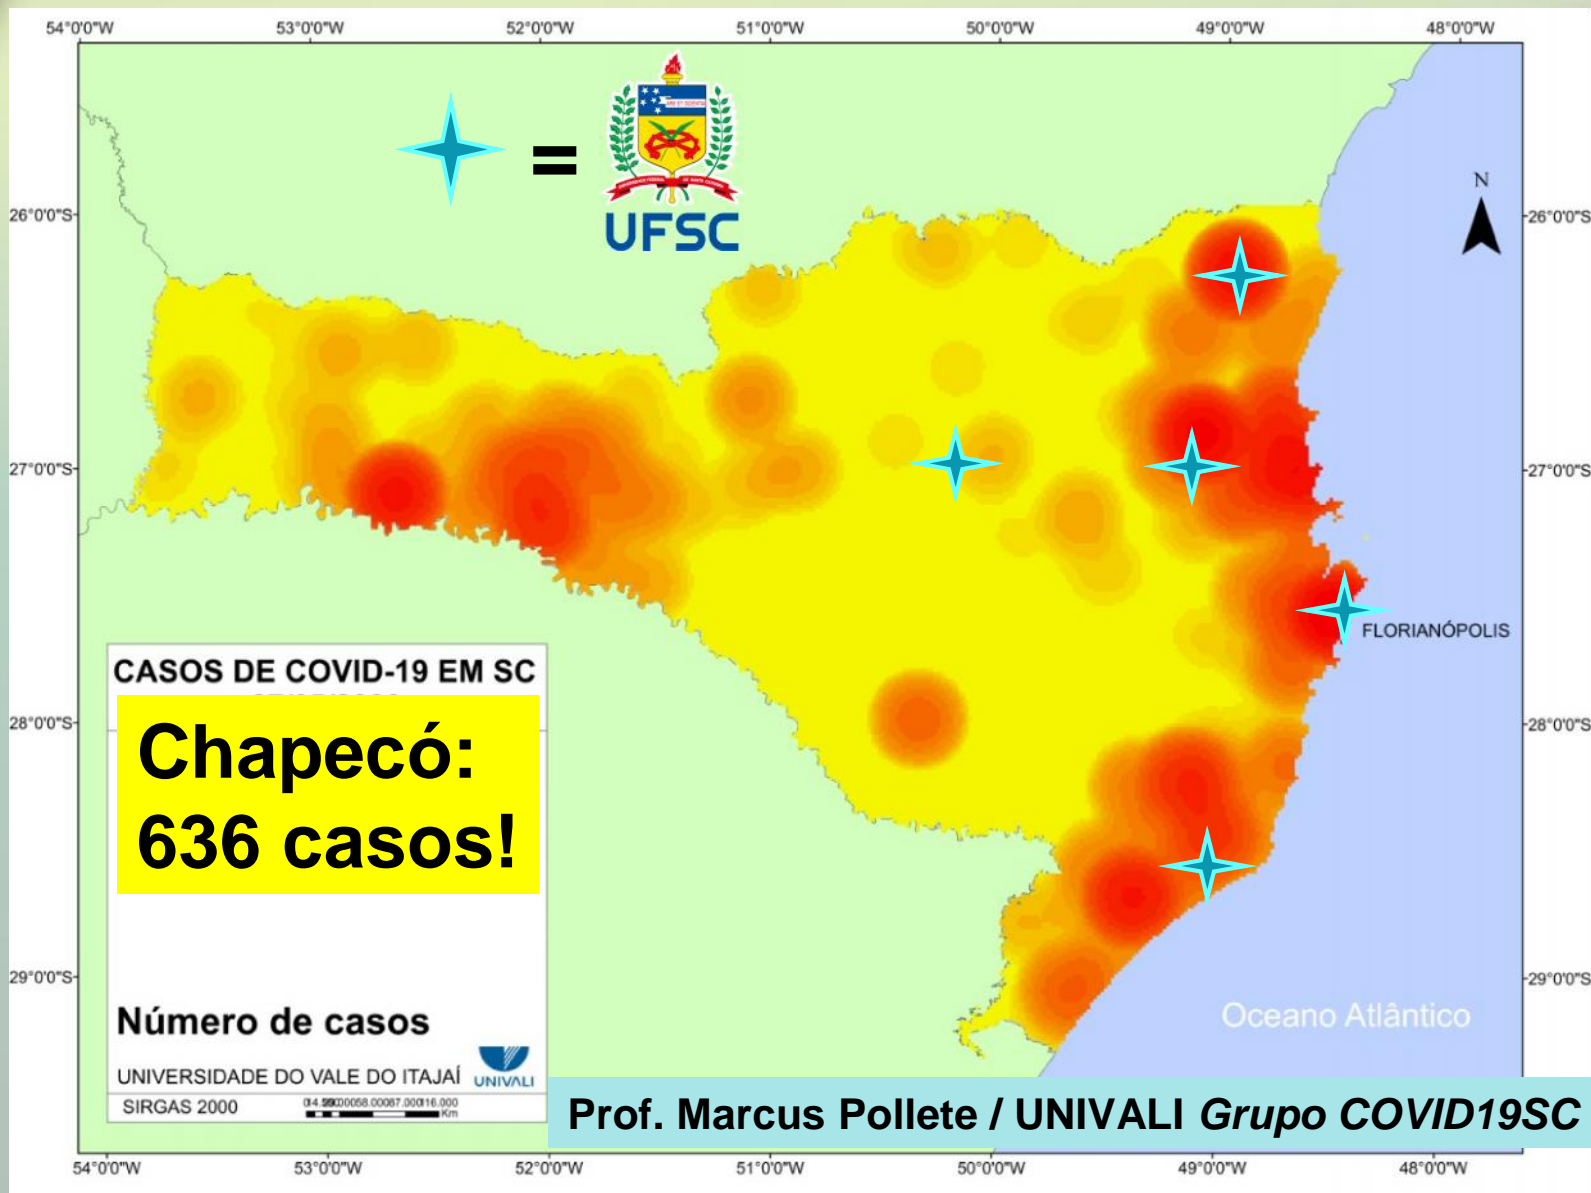 54°0'0"W 53°0'0"W 52°0'0"W 51°0'0"W 50°0'0"W 49°0'0"W 48°0'0"W
=
UFSC
N
26°0'0"S 26°0'0"S
27°0'0"S 27°0'0"S
FLORIANÓPOLIS
CASOS DE COVID-19 EM SC
28°0'0"S 28°0'0"S
Chapecó:
636 casos!
29°0'0"S 29°0'0"S
Oceano Atlântico
Número de casos
UNIVERSIDADE DO VALE DO ITAJAÍ UNIVALI
SIRGAS 2000
Km
Prof. Marcus Pollete / UNIVALI Grupo COVID19SC
54°0'0"W 53°0'0"W 52°0'0"W 51°0'0"W 50°0'0"W 49°0'0"W 48°0'0"W